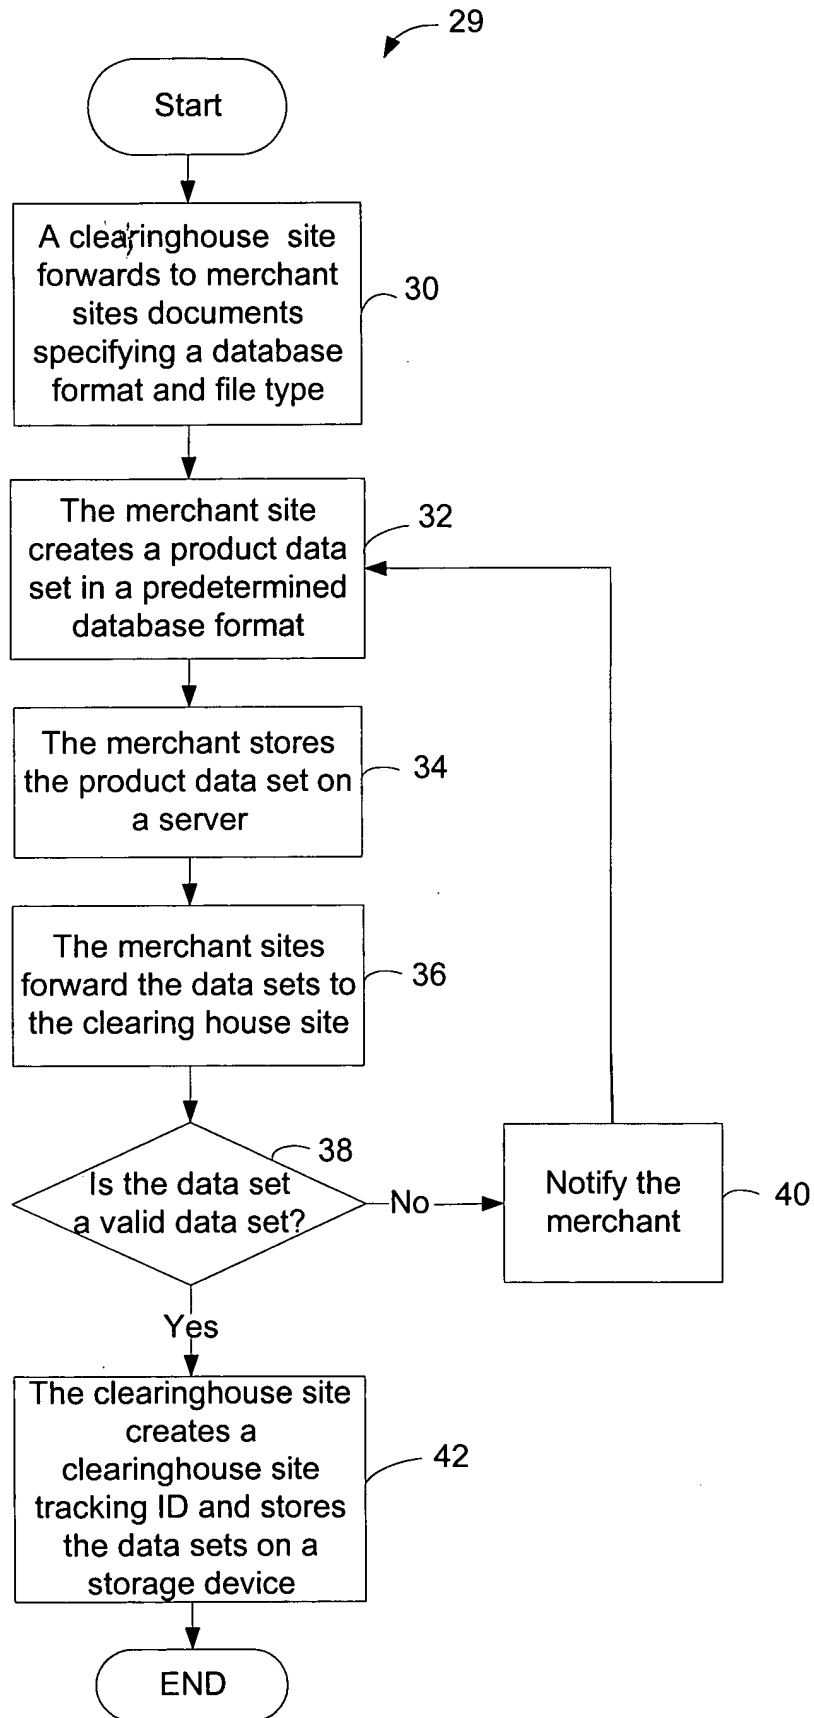 29
Start
A clearinghouse site
forwards to merchant
sites documents
specifying a database
format and file type
30
The merchant site
creates a product data
set in a predetermined
database format
32
The merchant stores
the product data set on
a server
34
The merchant sites
forward the data sets to
the clearing house site
36
38
Is the data set
a valid data set?
No
Notify the
merchant
40
Yes
The clearinghouse site
creates a
clearinghouse site
tracking ID and stores
the data sets on a
storage device
42
END